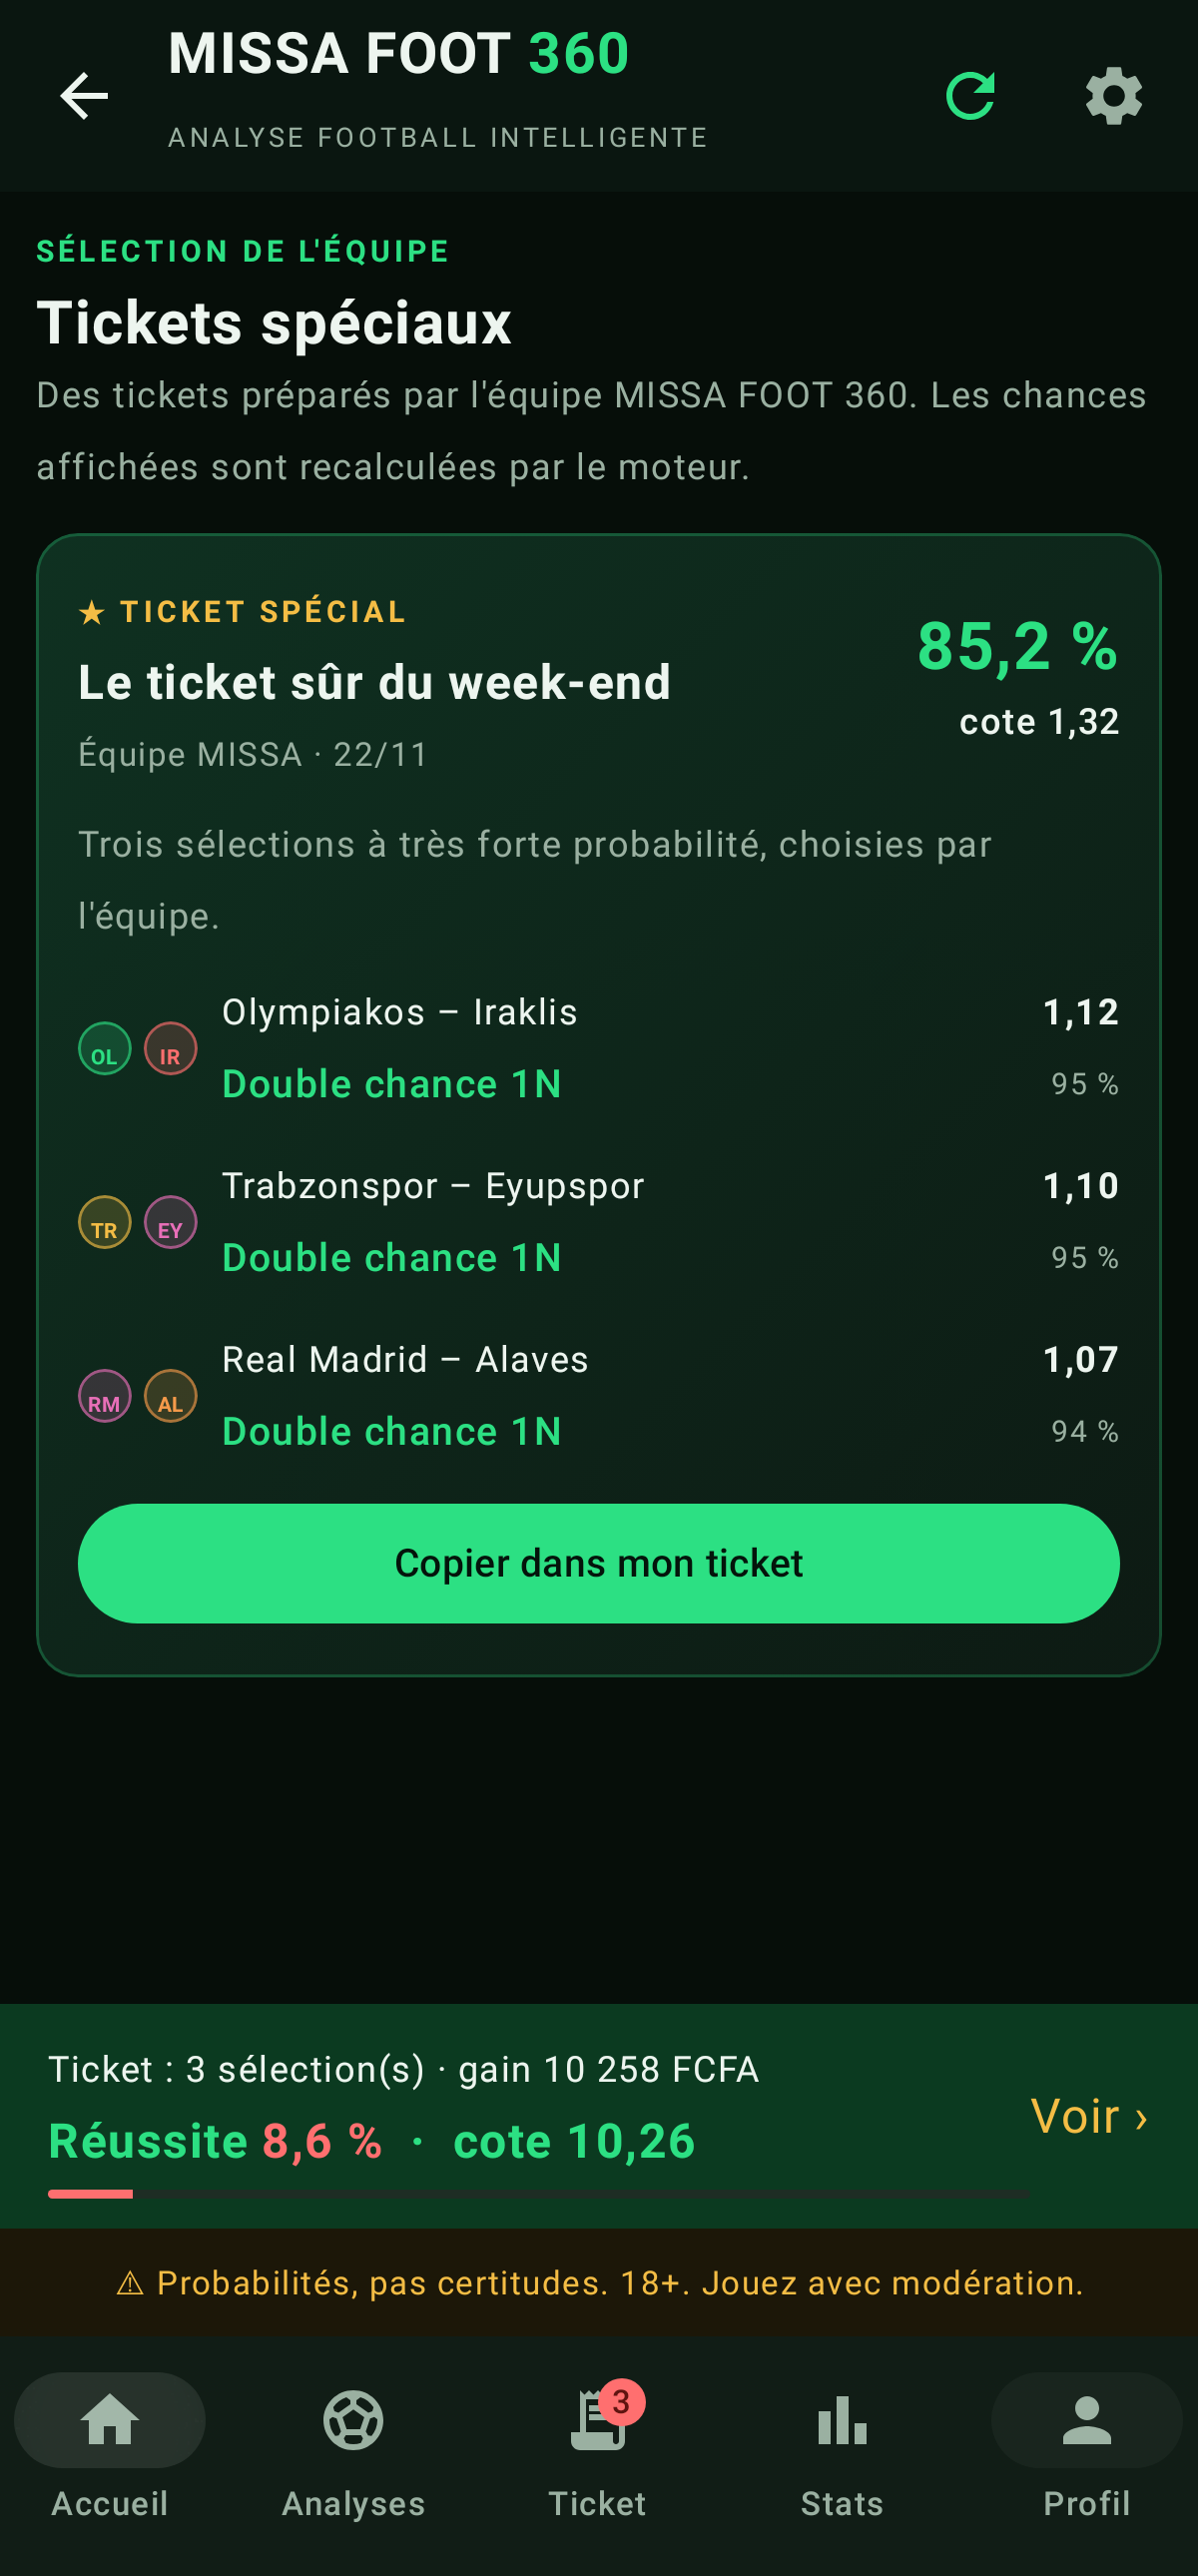 MISSA FOOT 360
ANALYSE FOOTBALL INTELLIGENTE
SÉLECTION DE L'ÉQUIPE
Tickets spéciaux
Des tickets préparés par l'équipe MISSA FOOT 360. Les chances
affichées sont recalculées par le moteur.
★ TICKET SPÉCIAL
85,2 %
Le ticket sûr du week-end
cote 1,32
Équipe MISSA · 22/11
Trois sélections à très forte probabilité, choisies par
l'équipe.
Olympiakos – Iraklis 1,12
OL IR
Double chance 1N 95 %
Trabzonspor – Eyupspor 1,10
TR EY
Double chance 1N 95 %
Real Madrid – Alaves 1,07
RM AL
Double chance 1N 94 %
Copier dans mon ticket
Ticket : 3 sélection(s) · gain 10 258 FCFA
Voir ›
Réussite 8,6 % · cote 10,26
⚠ Probabilités, pas certitudes. 18+. Jouez avec modération.
3
Accueil Analyses Ticket Stats Profil